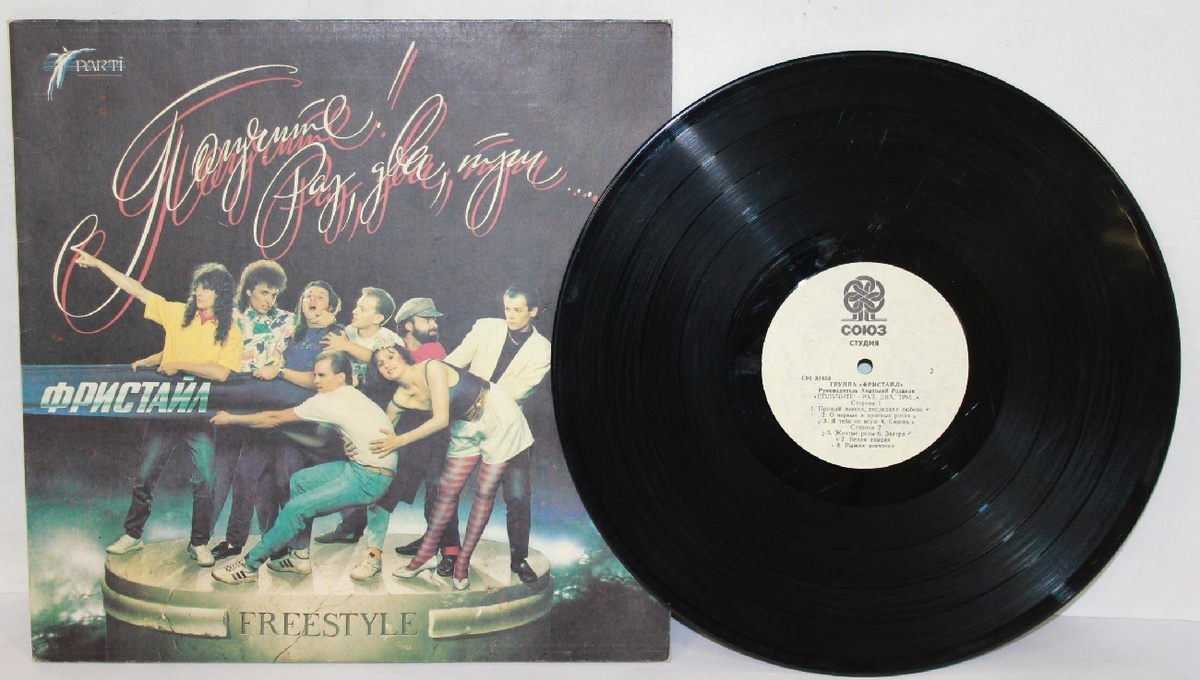 PARTI
Получите!
Раз, два, три...
ФРИСТАЙЛ
FREESTYLE
СОЮЗ
СТУДИЯ
2
ГРУППА «ФРИСТАЙЛ»
Руководитель Анатолий Розанов
«ПОЛУЧИТЕ — РАЗ, ДВА, ТРИ...»
Сторона 1
1. Прощай навеки, последняя любовь
2. О черных и красных розах
3. Я тебе не верю 4. Сирень
Сторона 2
5. Желтые розы 6. Завтра
7. Белая акация
8. Рыжая девчонка